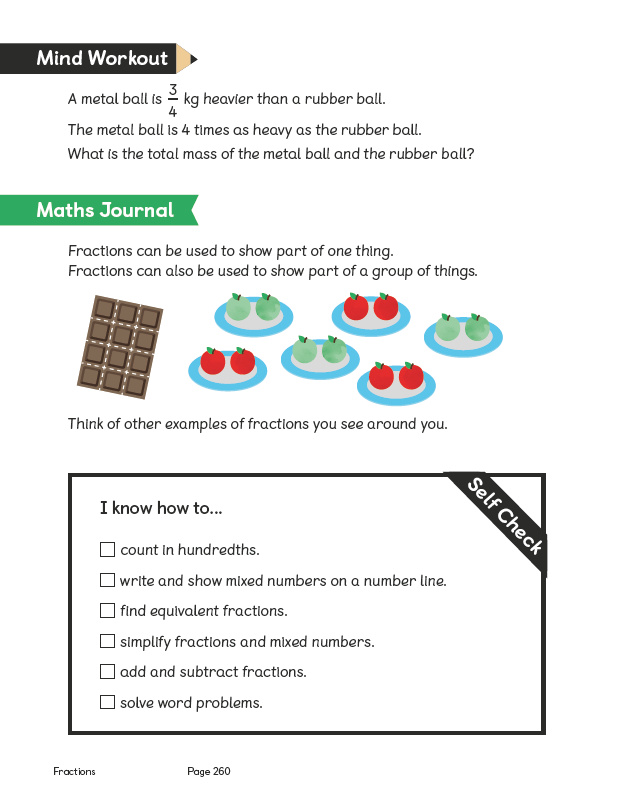 Mind Workout
A metal ball is 3/4 kg heavier than a rubber ball.
The metal ball is 4 times as heavy as the rubber ball.
What is the total mass of the metal ball and the rubber ball?
Maths Journal
Fractions can be used to show part of one thing.
Fractions can also be used to show part of a group of things.
Think of other examples of fractions you see around you.
Self Check
I know how to...
count in hundredths.
write and show mixed numbers on a number line.
find equivalent fractions.
simplify fractions and mixed numbers.
add and subtract fractions.
solve word problems.
Fractions Page 260